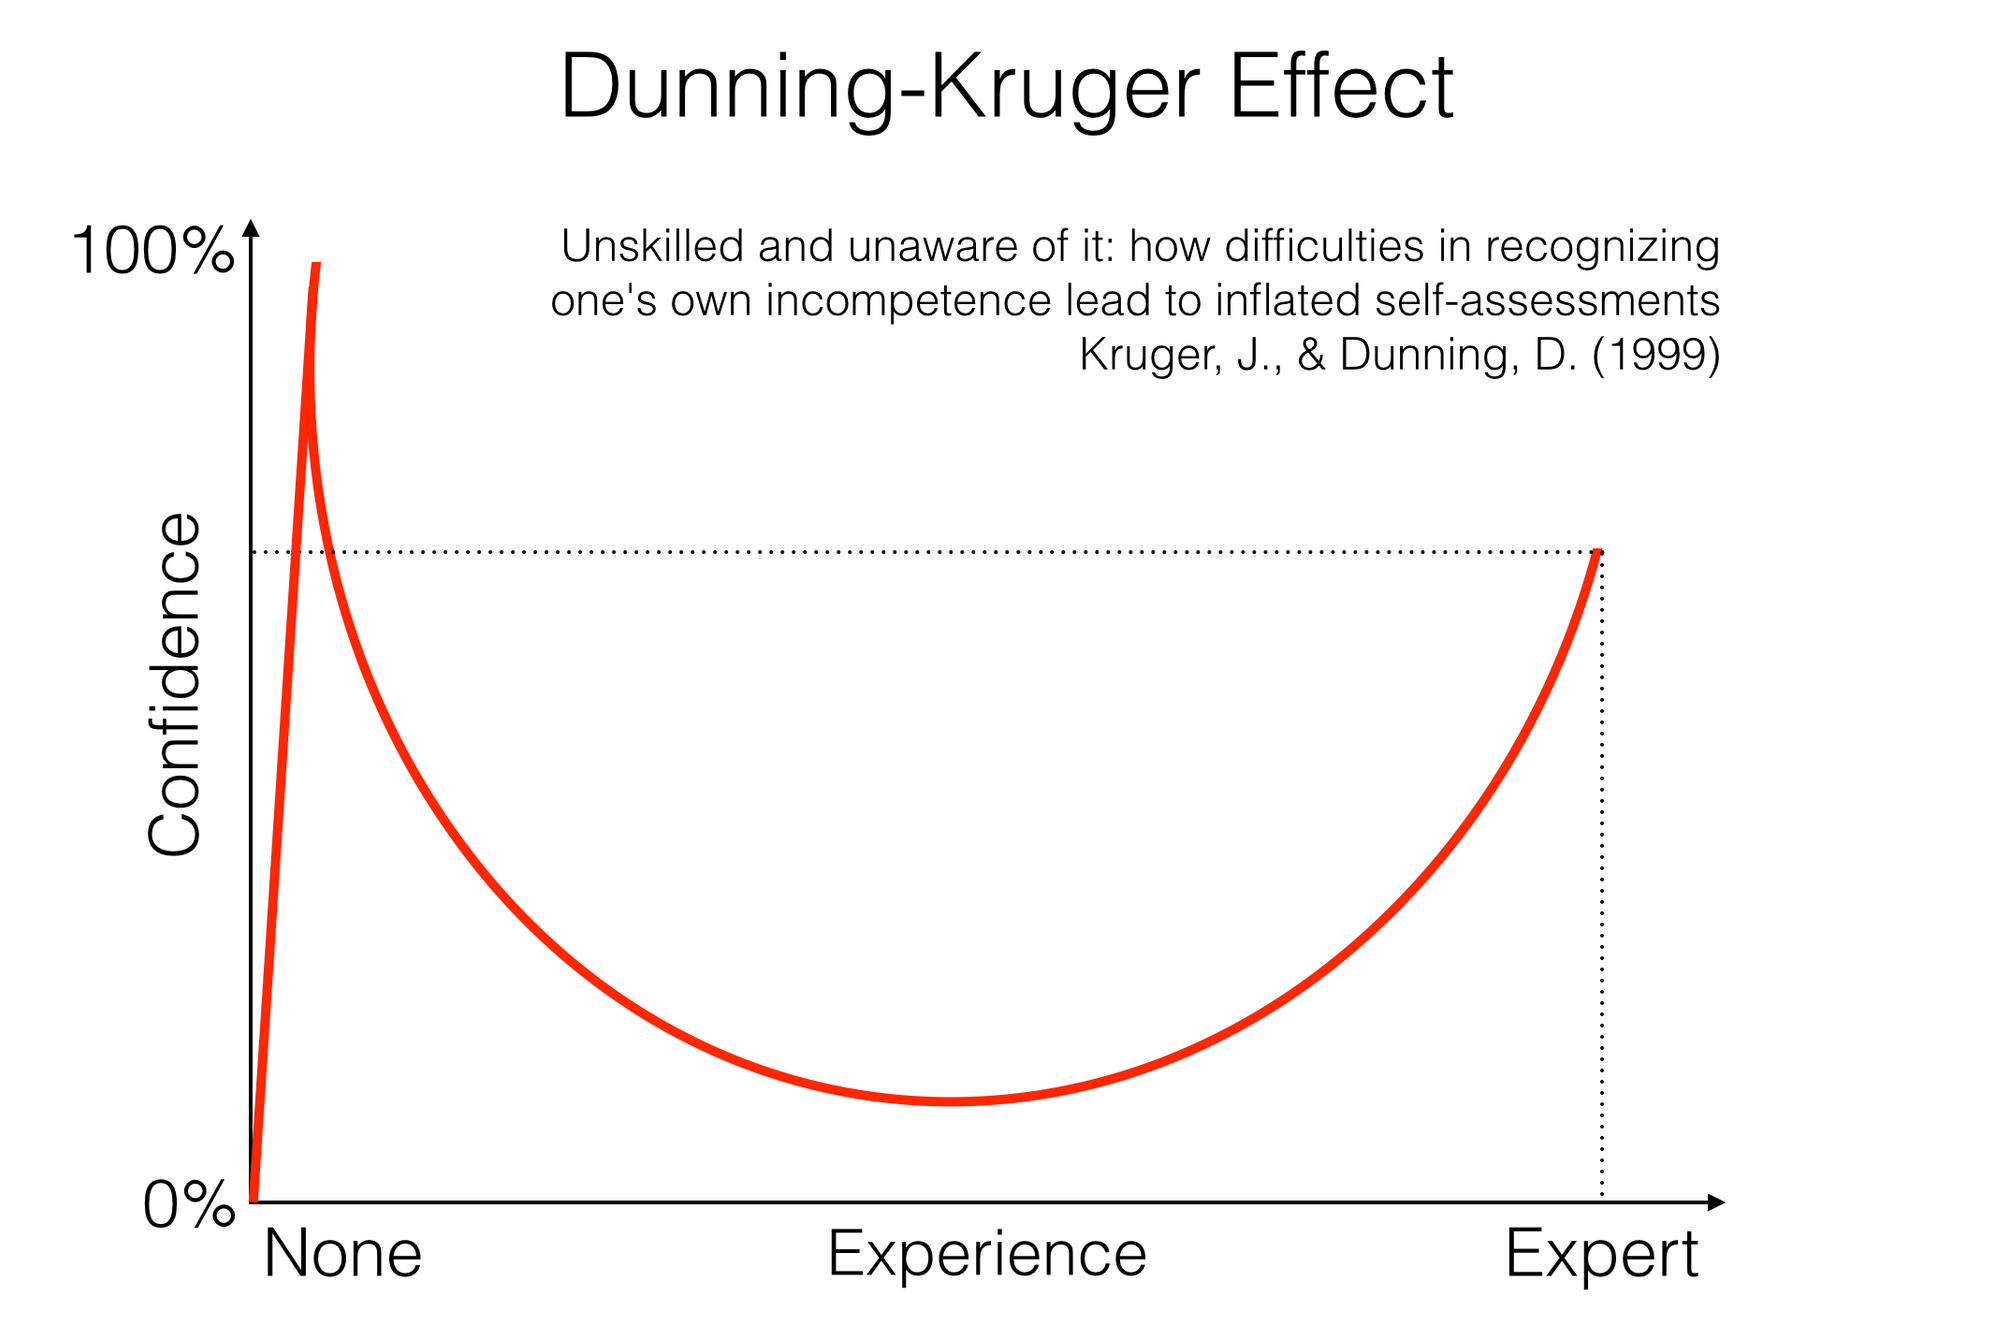 Dunning-Kruger Effect
100%
Unskilled and unaware of it: how difficulties in recognizing
one's own incompetence lead to inflated self-assessments
Kruger, J., & Dunning, D. (1999)
Confidence
0%
None
Experience
Expert